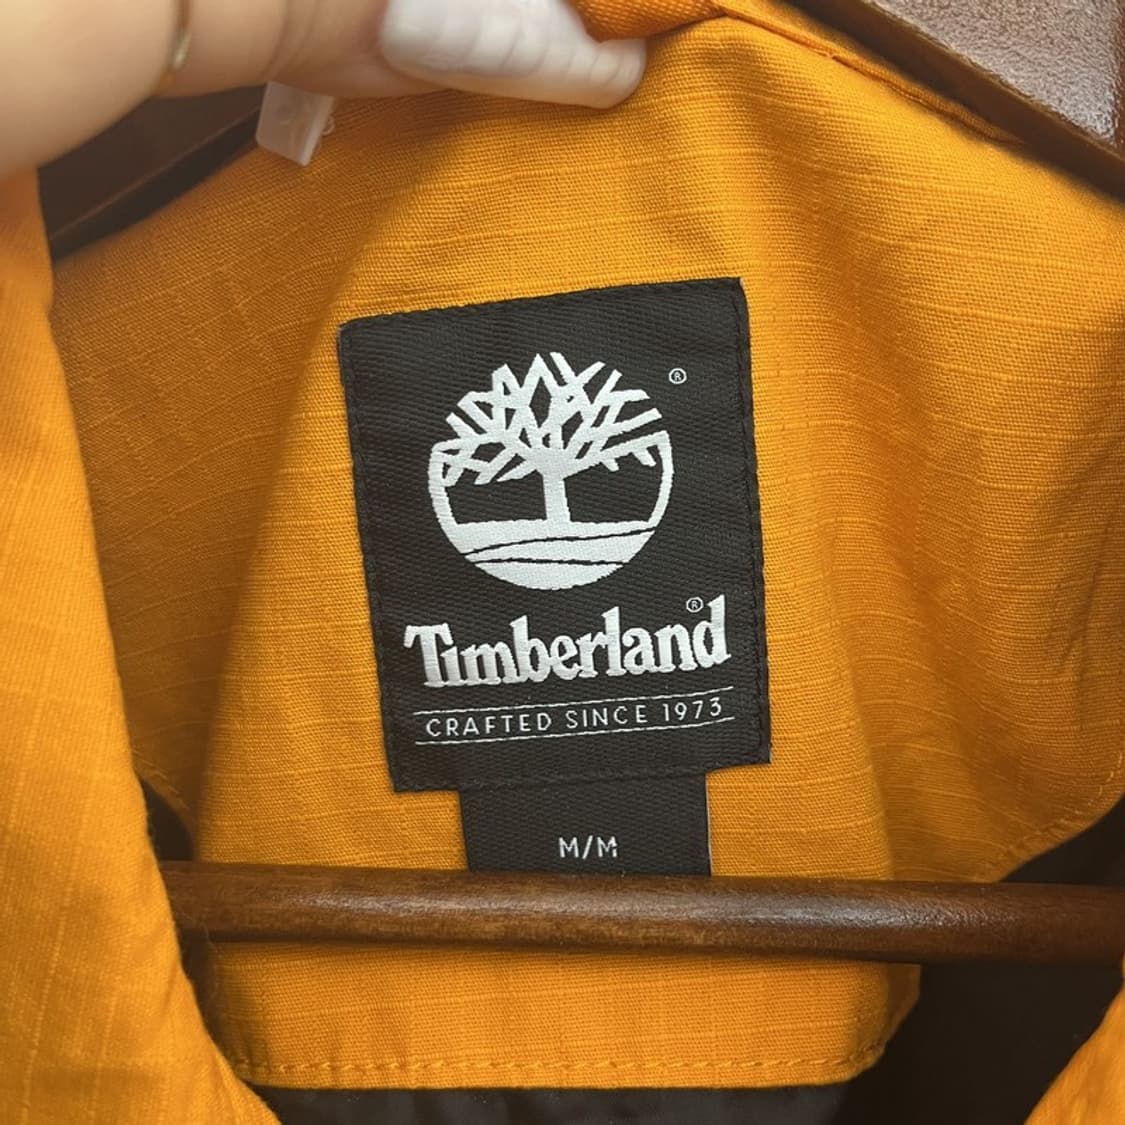 ®
Timberland®
CRAFTED SINCE 1973
M/M